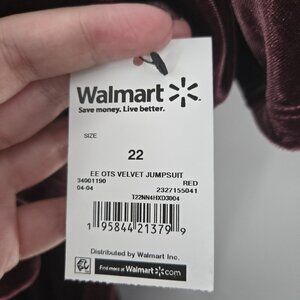 Walmart
Save money. Live better.
SIZE
22
EE OTS VELVET JUMPSUIT
34001190 RED
04-04 2327155041
T22NN4HXD3004
1 95844 21379 9
Distributed by Walmart Inc.
Find more at Walmart.com